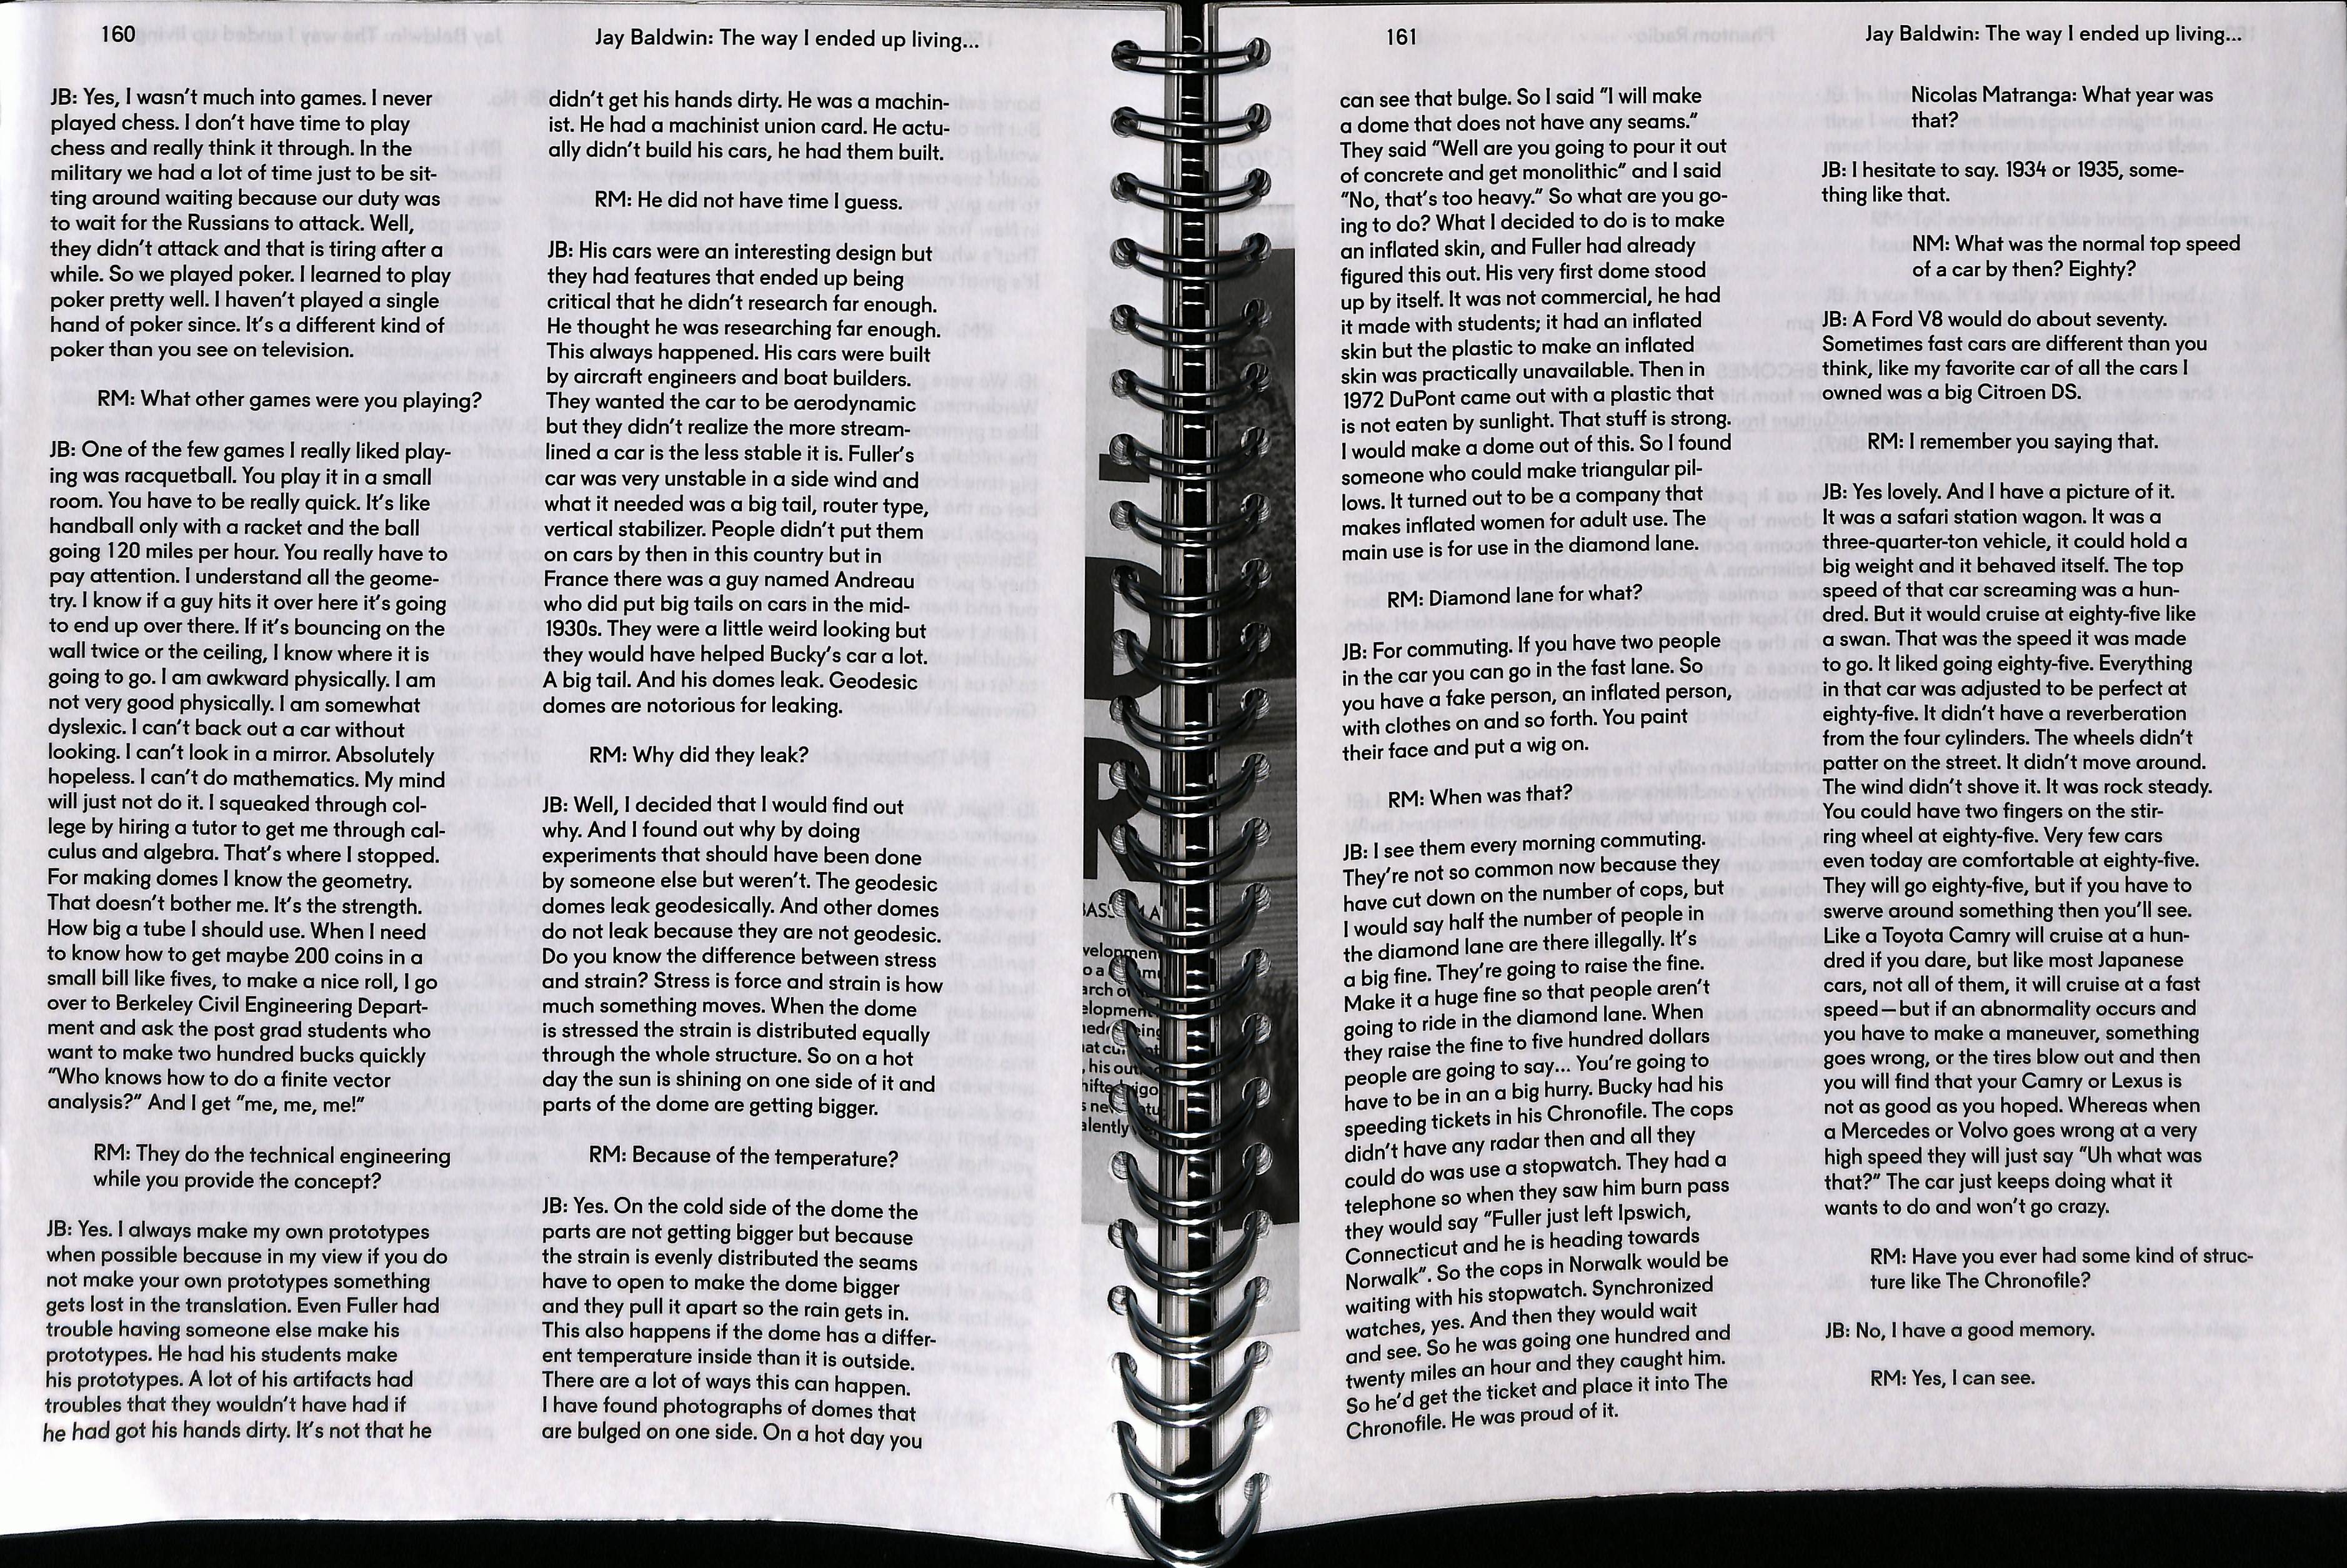 160
Jay Baldwin: The way I ended up living...
JB: Yes, I wasn't much into games. I never
played chess. I don't have time to play
chess and really think it through. In the
military we had a lot of time just to be sit-
ting around waiting because our duty was
to wait for the Russians to attack. Well,
they didn't attack and that is tiring after a
while. So we played poker. I learned to play
poker pretty well. I haven't played a single
hand of poker since. It's a different kind of
poker than you see on television.
RM: What other games were you playing?
JB: One of the few games I really liked play-
ing was racquetball. You play it in a small
room. You have to be really quick. It's like
handball only with a racket and the ball
going 120 miles per hour. You really have to
pay attention. I understand all the geome-
try. I know if a guy hits it over here it's going
to end up over there. If it's bouncing on the
wall twice or the ceiling, I know where it is
going to go. I am awkward physically. I am
not very good physically. I am somewhat
dyslexic. I can't back out a car without
looking. I can't look in a mirror. Absolutely
hopeless. I can't do mathematics. My mind
will just not do it. I squeaked through col-
lege by hiring a tutor to get me through cal-
culus and algebra. That's where I stopped.
For making domes I know the geometry.
That doesn't bother me. It's the strength.
How big a tube I should use. When I need
to know how to get maybe 200 coins in a
small bill like fives, to make a nice roll, I go
over to Berkeley Civil Engineering Depart-
ment and ask the post grad students who
want to make two hundred bucks quickly
"Who knows how to do a finite vector
analysis?" And I get "me, me, me!"
RM: They do the technical engineering
while you provide the concept?
JB: Yes. I always make my own prototypes
when possible because in my view if you do
not make your own prototypes something
gets lost in the translation. Even Fuller had
trouble having someone else make his
prototypes. He had his students make
his prototypes. A lot of his artifacts had
troubles that they wouldn't have had if
he had got his hands dirty. It's not that he
didn't get his hands dirty. He was a machin-
ist. He had a machinist union card. He actu-
ally didn't build his cars, he had them built.
RM: He did not have time I guess.
JB: His cars were an interesting design but
they had features that ended up being
critical that he didn't research far enough.
He thought he was researching far enough.
This always happened. His cars were built
by aircraft engineers and boat builders.
They wanted the car to be aerodynamic
but they didn't realize the more stream-
lined a car is the less stable it is. Fuller's
car was very unstable in a side wind and
what it needed was a big tail, router type,
vertical stabilizer. People didn't put them
on cars by then in this country but in
France there was a guy named Andreau
who did put big tails on cars in the mid-
1930s. They were a little weird looking but
they would have helped Bucky's car a lot.
A big tail. And his domes leak. Geodesic
domes are notorious for leaking.
RM: Why did they leak?
JB: Well, I decided that I would find out
why. And I found out why by doing
experiments that should have been done
by someone else but weren't. The geodesic
domes leak geodesically. And other domes
do not leak because they are not geodesic.
Do you know the difference between stress
and strain? Stress is force and strain is how
much something moves. When the dome
is stressed the strain is distributed equally
through the whole structure. So on a hot
day the sun is shining on one side of it and
parts of the dome are getting bigger.
RM: Because of the temperature?
JB: Yes. On the cold side of the dome the
parts are not getting bigger but because
the strain is evenly distributed the seams
have to open to make the dome bigger
and they pull it apart so the rain gets in.
This also happens if the dome has a differ-
ent temperature inside than it is outside.
There are a lot of ways this can happen.
I have found photographs of domes that
are bulged on one side. On a hot day you
161
Jay Baldwin: The way I ended up living...
can see that bulge. So I said "I will make
a dome that does not have any seams."
They said "Well are you going to pour it out
of concrete and get monolithic" and I said
"No, that's too heavy." So what are you go-
ing to do? What I decided to do is to make
an inflated skin, and Fuller had already
figured this out. His very first dome stood
up by itself. It was not commercial, he had
it made with students; it had an inflated
skin but the plastic to make an inflated
skin was practically unavailable. Then in
1972 DuPont came out with a plastic that
is not eaten by sunlight. That stuff is strong.
I would make a dome out of this. So I found
someone who could make triangular pil-
lows. It turned out to be a company that
makes inflated women for adult use. The
main use is for use in the diamond lane.
RM: Diamond lane for what?
JB: For commuting. If you have two people
in the car you can go in the fast lane. So
you have a fake person, an inflated person,
with clothes on and so forth. You paint
their face and put a wig on.
RM: When was that?
JB: I see them every morning commuting.
They're not so common now because they
have cut down on the number of cops, but
I would say half the number of people in
the diamond lane are there illegally. It's
a big fine. They're going to raise the fine.
Make it a huge fine so that people aren't
going to ride in the diamond lane. When
they raise the fine to five hundred dollars
people are going to say... You're going to
have to be in an a big hurry. Bucky had his
speeding tickets in his Chronofile. The cops
didn't have any radar then and all they
could do was use a stopwatch. They had a
telephone so when they saw him burn pass
they would say "Fuller just left Ipswich,
Connecticut and he is heading towards
Norwalk". So the cops in Norwalk would be
waiting with his stopwatch. Synchronized
watches, yes. And then they would wait
and see. So he was going one hundred and
twenty miles an hour and they caught him.
So he'd get the ticket and place it into The
Chronofile. He was proud of it.
Nicolas Matranga: What year was
that?
JB: I hesitate to say. 1934 or 1935, some-
thing like that.
NM: What was the normal top speed
of a car by then? Eighty?
JB: A Ford V8 would do about seventy.
Sometimes fast cars are different than you
think, like my favorite car of all the cars I
owned was a big Citroen DS.
RM: I remember you saying that.
JB: Yes lovely. And I have a picture of it.
It was a safari station wagon. It was a
three-quarter-ton vehicle, it could hold a
big weight and it behaved itself. The top
speed of that car screaming was a hun-
dred. But it would cruise at eighty-five like
a swan. That was the speed it was made
to go. It liked going eighty-five. Everything
in that car was adjusted to be perfect at
eighty-five. It didn't have a reverberation
from the four cylinders. The wheels didn't
patter on the street. It didn't move around.
The wind didn't shove it. It was rock steady.
You could have two fingers on the stir-
ring wheel at eighty-five. Very few cars
even today are comfortable at eighty-five.
They will go eighty-five, but if you have to
swerve around something then you'll see.
Like a Toyota Camry will cruise at a hun-
dred if you dare, but like most Japanese
cars, not all of them, it will cruise at a fast
speed—but if an abnormality occurs and
you have to make a maneuver, something
goes wrong, or the tires blow out and then
you will find that your Camry or Lexus is
not as good as you hoped. Whereas when
a Mercedes or Volvo goes wrong at a very
high speed they will just say "Uh what was
that?" The car just keeps doing what it
wants to do and won't go crazy.
RM: Have you ever had some kind of struc-
ture like The Chronofile?
JB: No, I have a good memory.
RM: Yes, I can see.